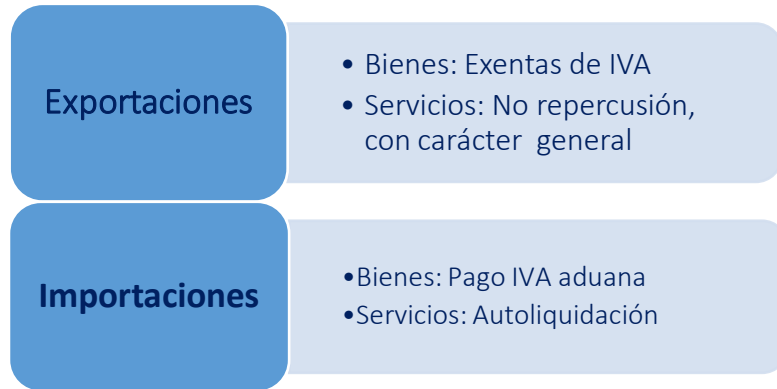 Exportaciones
• Bienes: Exentas de IVA
• Servicios: No repercusión,
con carácter general
Importaciones
•Bienes: Pago IVA aduana
•Servicios: Autoliquidación